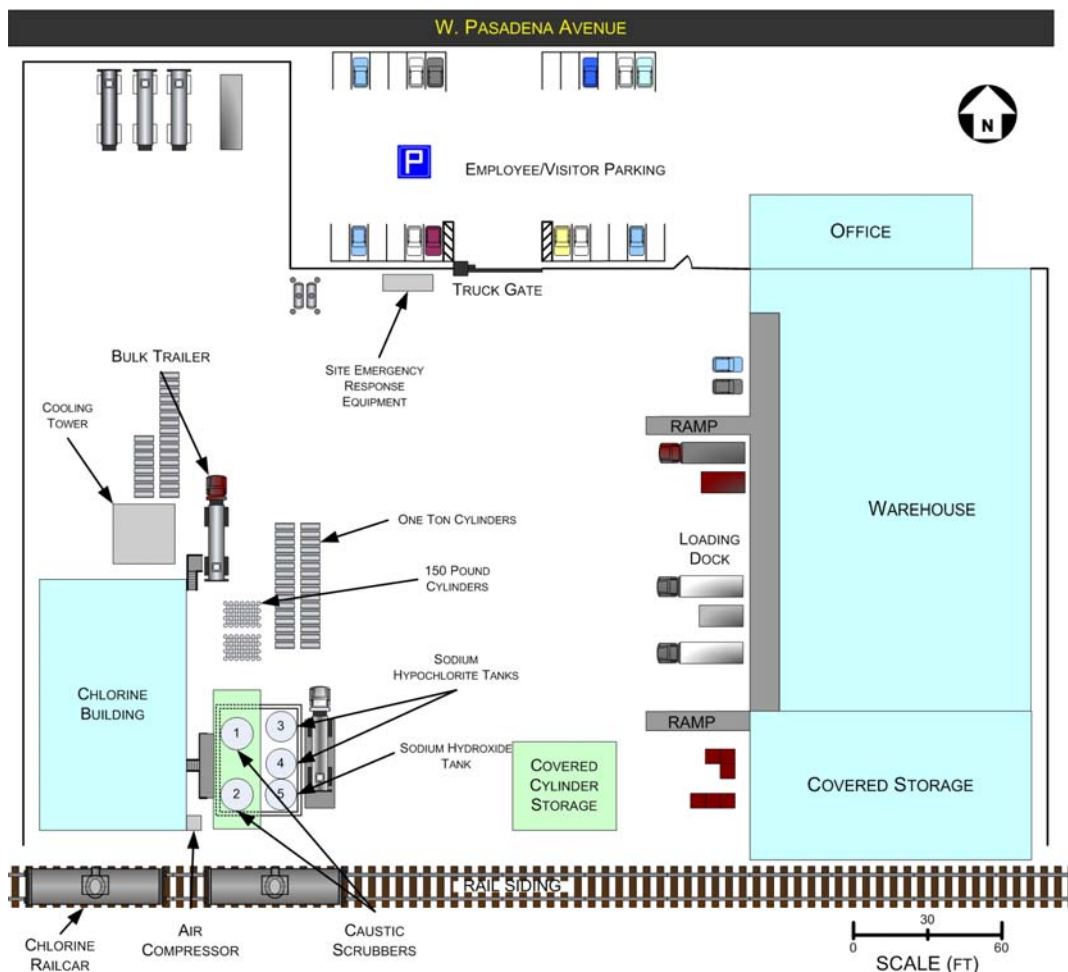 W. PASADENA AVENUE
N
P
EMPLOYEE/VISITOR PARKING
OFFICE
TRUCK GATE
BULK TRAILER
SITE EMERGENCY
RESPONSE
EQUIPMENT
COOLING
TOWER
RAMP
WAREHOUSE
ONE TON CYLINDERS
LOADING
DOCK
150 POUND
CYLINDERS
SODIUM
HYPOCHLORITE TANKS
CHLORINE
BUILDING
1
2
3
4
5
RAMP
SODIUM HYDROXIDE
TANK
COVERED
CYLINDER
STORAGE
COVERED STORAGE
RAIL SIDING
CHLORINE
RAILCAR
AIR
COMPRESSOR
CAUSTIC
SCRUBBERS
30
0
60
SCALE (FT)